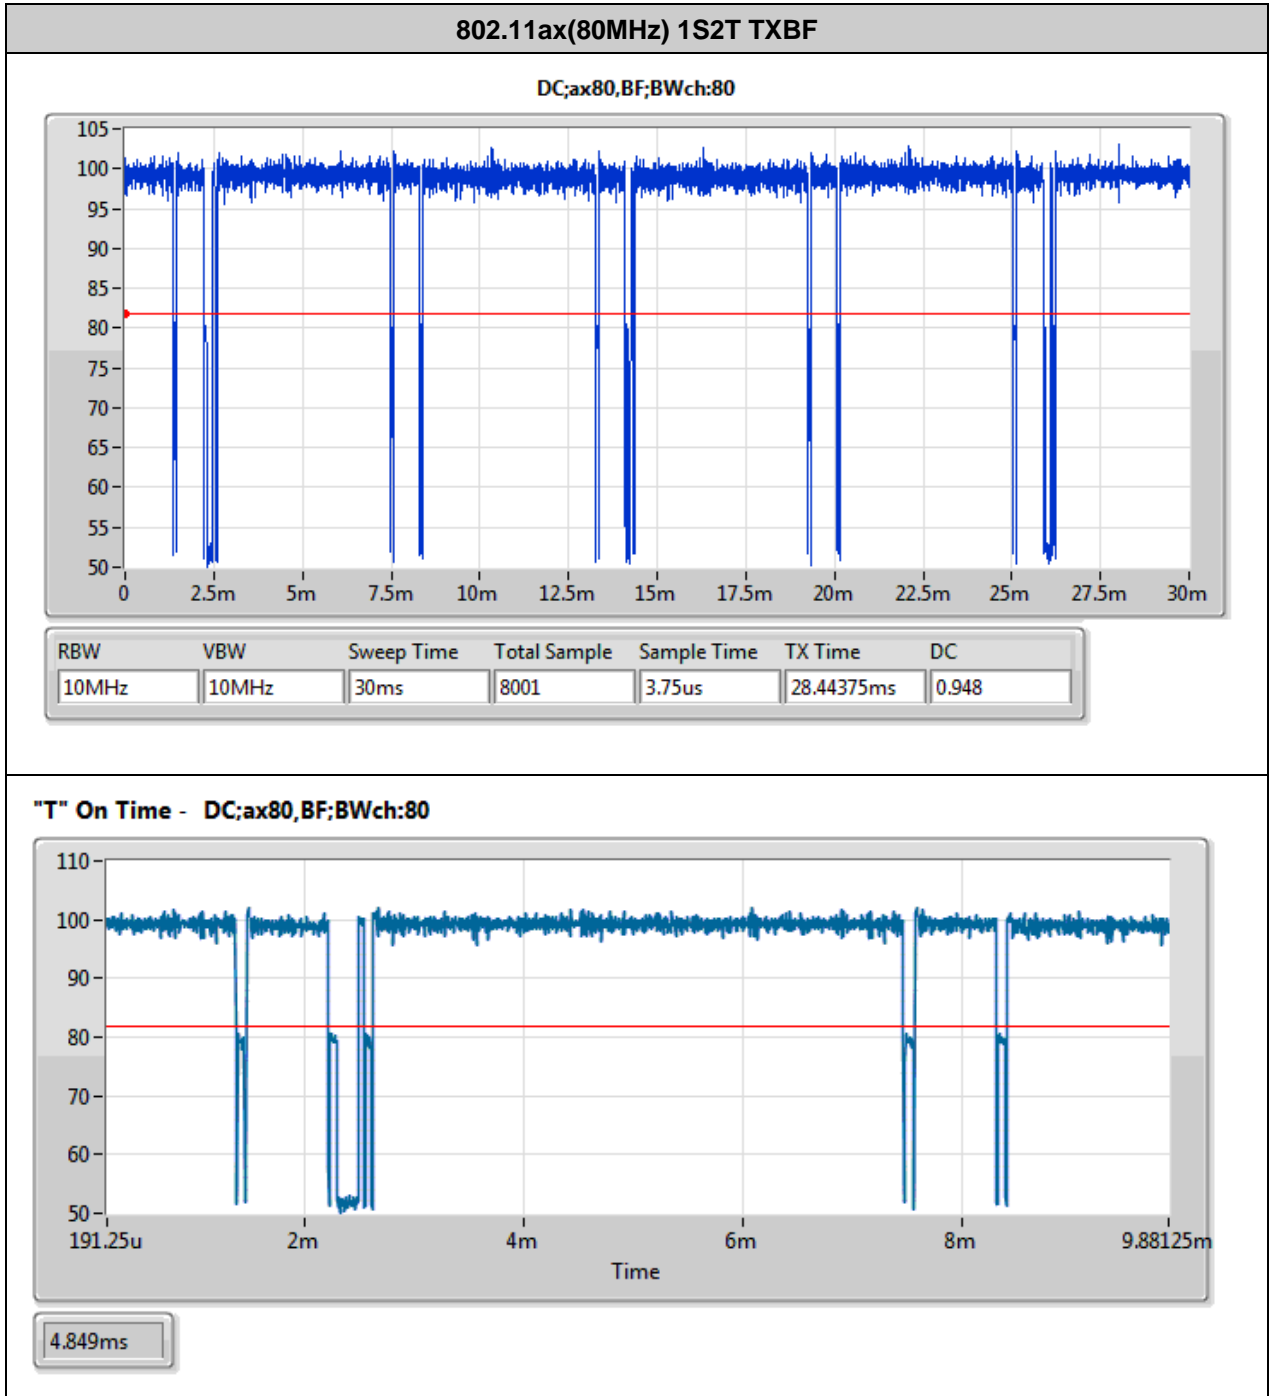 802.11ax(80MHz) 1S2T TXBF
DC;ax80,BF;BWch:80
105
100
95
90
85
80
75
70
65
60
55
50
0 2.5m 5m 7.5m 10m 12.5m 15m 17.5m 20m 22.5m 25m 27.5m 30m
RBW VBW Sweep Time Total Sample Sample Time TX Time DC
10MHz 10MHz 30ms 8001 3.75us 28.44375ms 0.948
"T" On Time - DC;ax80,BF;BWch:80
110
100
90
80
70
60
50
191.25u 2m 4m 6m 8m 9.88125m
Time
4.849ms